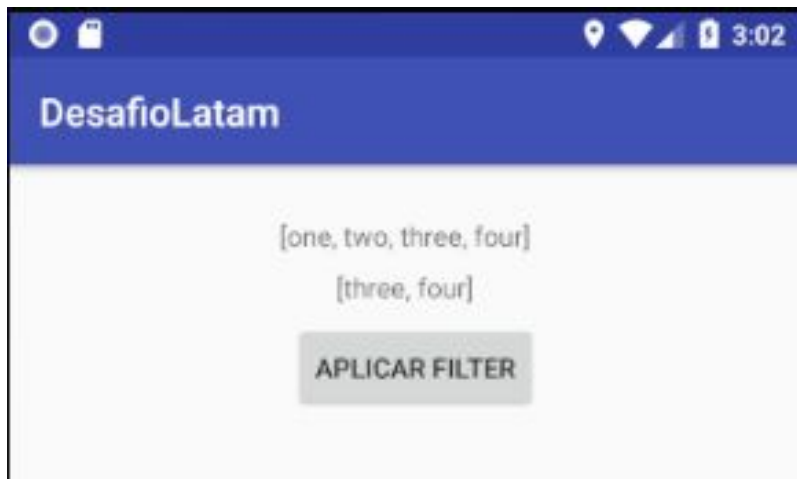 3:02
DesafioLatam
[one, two, three, four]
[three, four]
APLICAR FILTER